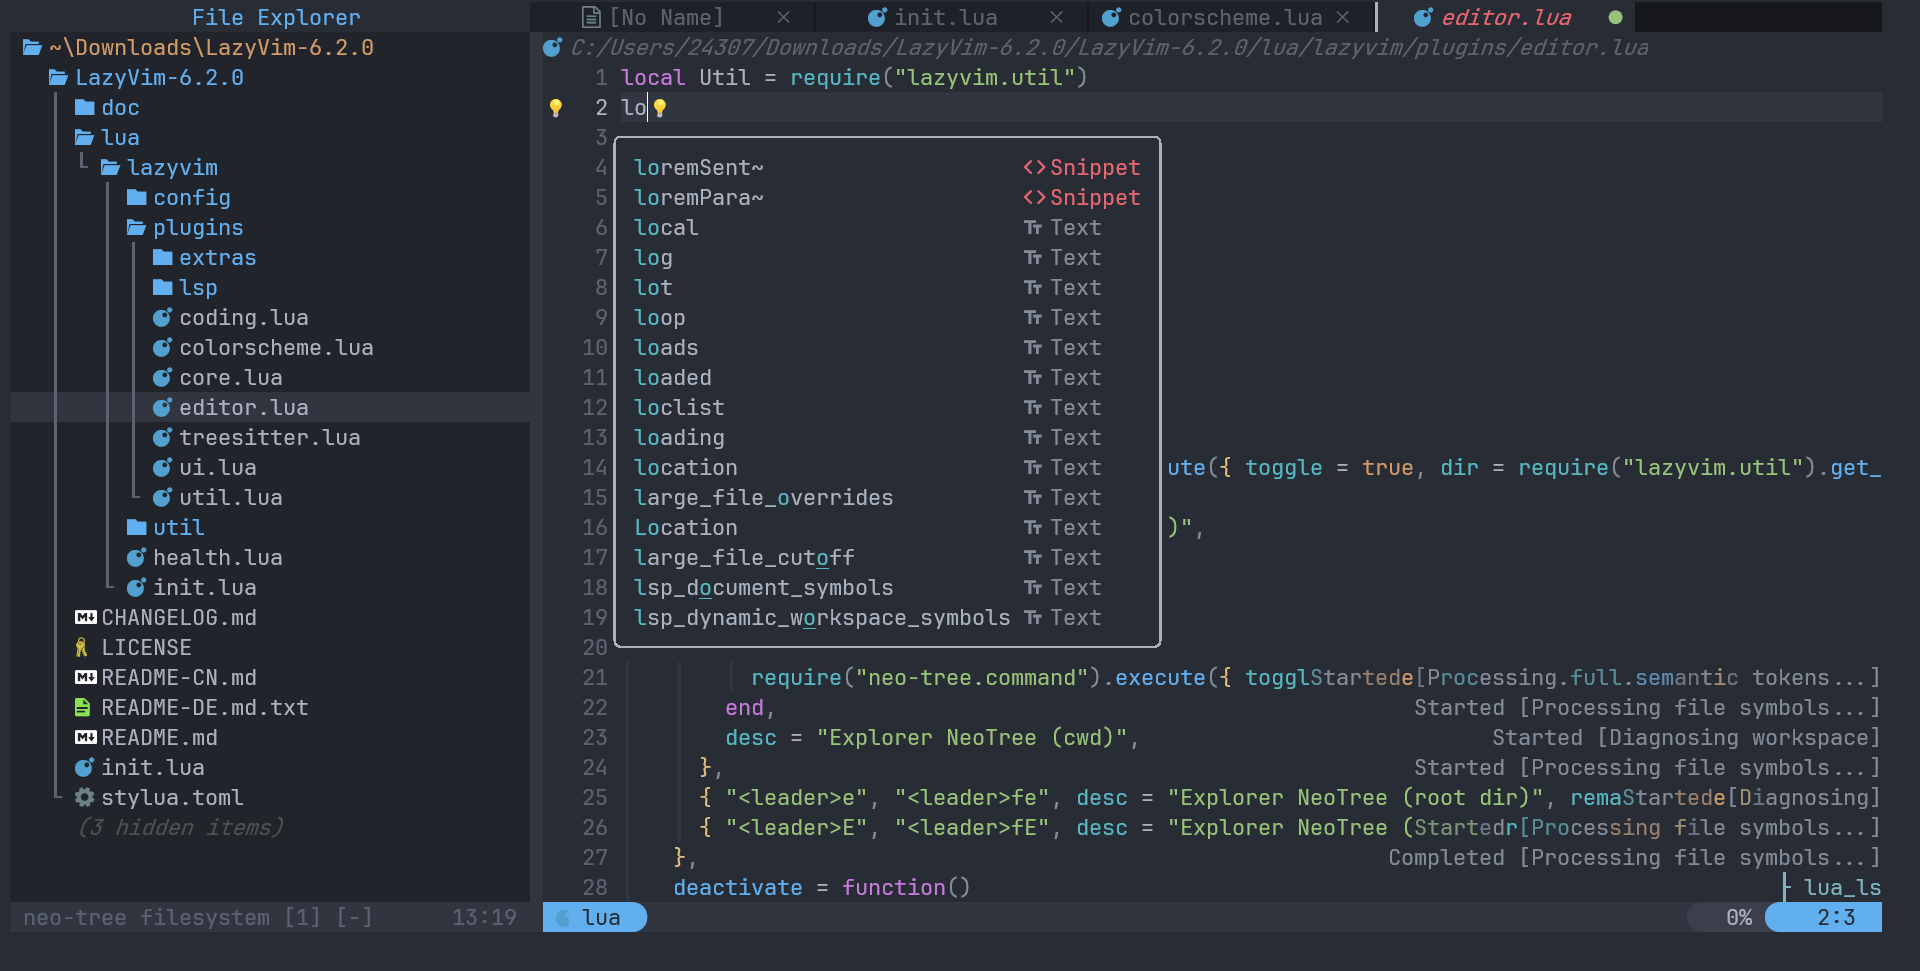 File Explorer
[No Name] × init.lua × colorscheme.lua × editor.lua
~\Downloads\LazyVim-6.2.0
LazyVim-6.2.0
doc
lua
lazyvim
config
plugins
extras
lsp
coding.lua
colorscheme.lua
core.lua
editor.lua
treesitter.lua
ui.lua
util.lua
util
health.lua
init.lua
CHANGELOG.md
LICENSE
README-CN.md
README-DE.md.txt
README.md
init.lua
stylua.toml
(3 hidden items)
neo-tree filesystem [1] [-] 13:19
C:/Users/24307/Downloads/LazyVim-6.2.0/LazyVim-6.2.0/lua/lazyvim/plugins/editor.lua
1 local Util = require("lazyvim.util")
2 lo
3
4 loremSent~ <> Snippet
5 loremPara~ <> Snippet
6 local Text
7 log Text
8 lot Text
9 loop Text
10 loads Text
11 loaded Text
12 loclist Text
13 loading Text
14 location Text ute({ toggle = true, dir = require("lazyvim.util").get_
15 large_file_overrides Text
16 Location Text )",
17 large_file_cutoff Text
18 lsp_document_symbols Text
19 lsp_dynamic_workspace_symbols Text
20
21 require("neo-tree.command").execute({ togglStartede[Processing.full.semantic tokens...]
22 end, Started [Processing file symbols...]
23 desc = "Explorer NeoTree (cwd)", Started [Diagnosing workspace]
24 }, Started [Processing file symbols...]
25 { "<leader>e", "<leader>fe", desc = "Explorer NeoTree (root dir)", remaStartede[Diagnosing]
26 { "<leader>E", "<leader>fE", desc = "Explorer NeoTree (Startedr[Processing file symbols...]
27 }, Completed [Processing file symbols...]
28 deactivate = function() lua_ls
lua 0% 2:3